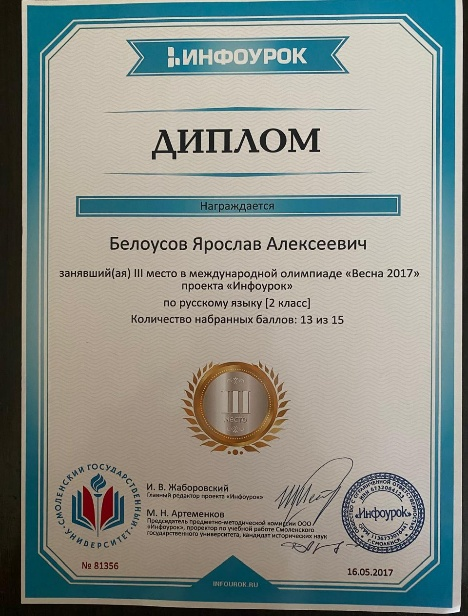 ИНФОУРОК
ДИПЛОМ
Награждается
Белоусов Ярослав Алексеевич
занявший(ая) III место в международной олимпиаде «Весна 2017»
проекта «Инфоурок»
по русскому языку [2 класс]
Количество набранных баллов: 13 из 15
III
МЕСТО
СМОЛЕНСКИЙ ГОСУДАРСТВЕННЫЙ
УНИВЕРСИТЕТ
И. В. Жаборовский
Главный редактор проекта «Инфоурок»
М. Н. Артеменков
Председатель предметно-методической комиссии ООО
«Инфоурок», проректор по учебной работе Смоленского
государственного университета, кандидат исторических наук
«Инфоурок»
Г.СМОЛЕНСК
№ 81356
16.05.2017
INFOUROK.RU